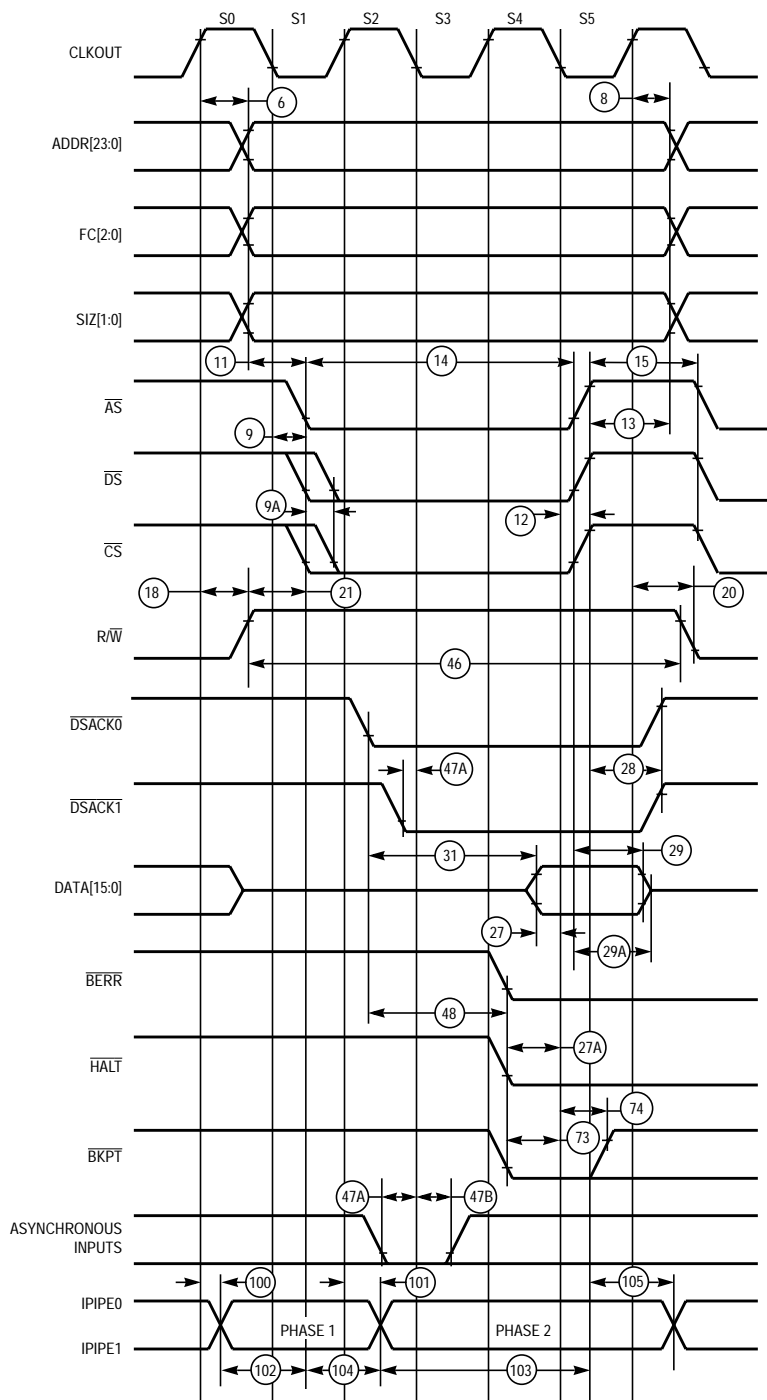 S0 S1 S2 S3 S4 S5
CLKOUT
6 8
ADDR[23:0]
FC[2:0]
SIZ[1:0]
11 14 15
AS
13
9
DS
9A 12
CS
18 21 20
R/W
46
DSACK0
47A 28
DSACK1
31 29
DATA[15:0]
27 29A
BERR
48
27A
HALT
74
73
BKPT
47A 47B
ASYNCHRONOUS
INPUTS
100 101 105
IPIPE0
PHASE 1 PHASE 2
IPIPE1
102 104 103